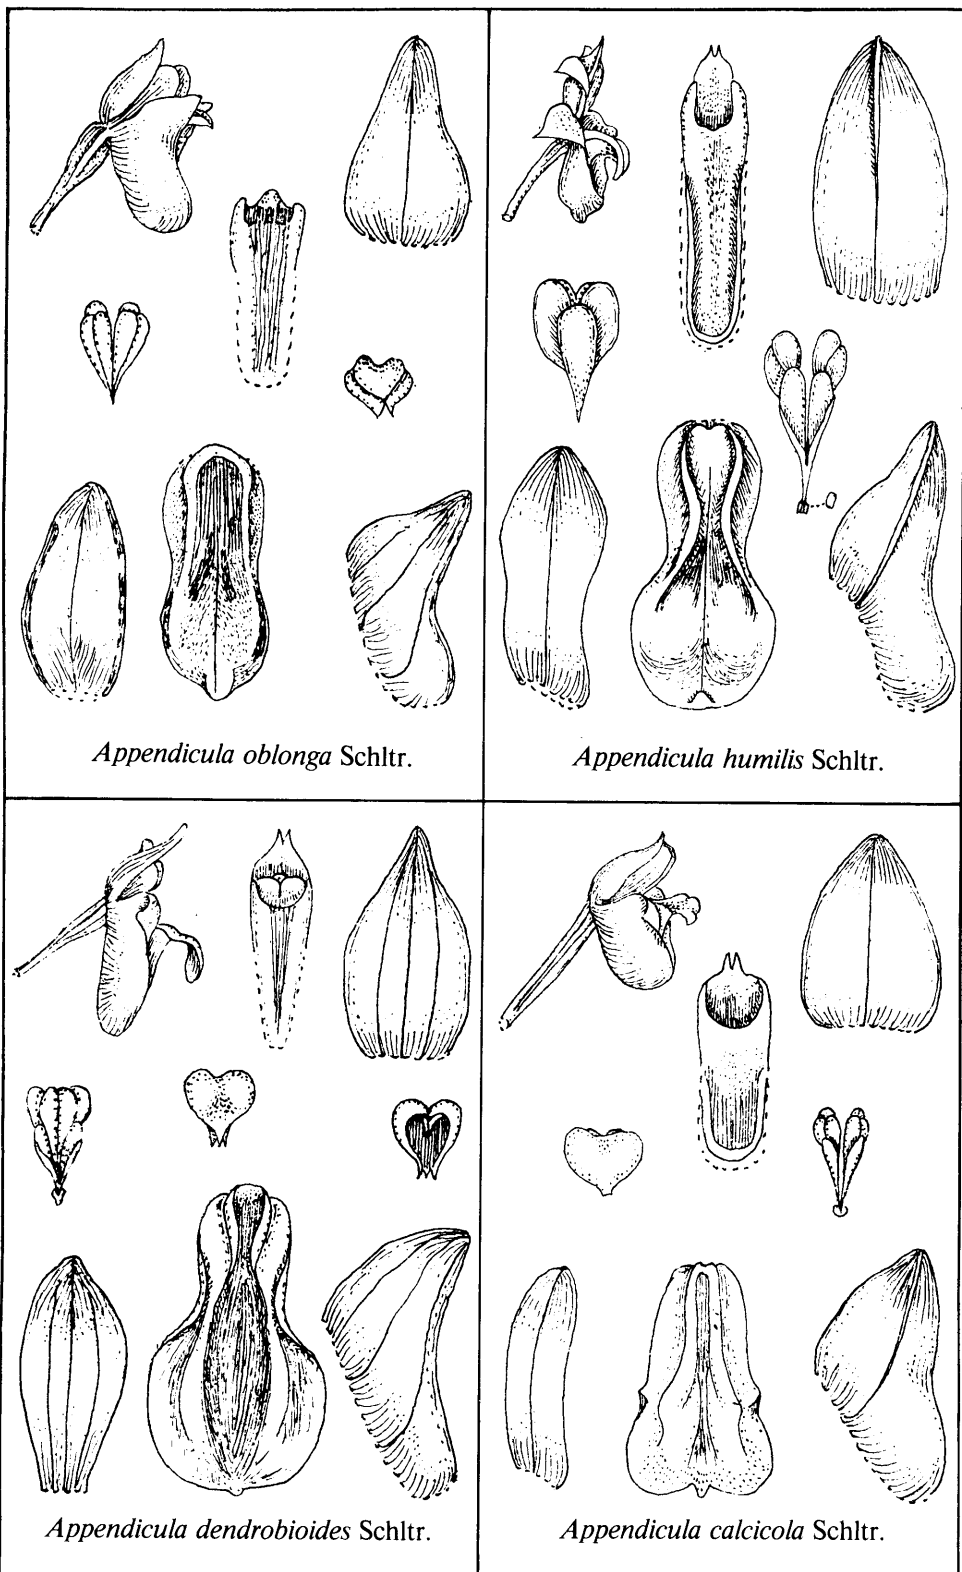 Appendicula oblonga Schltr.
Appendicula humilis Schltr.
Appendicula dendrobioides Schltr.
Appendicula calcicola Schltr.